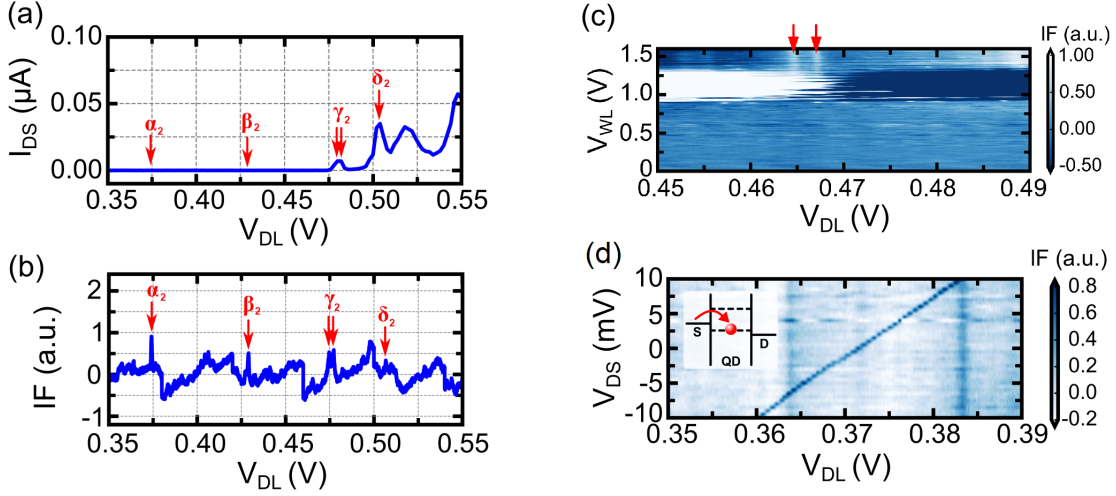 (a)
0.10
0.05
0.00
I_DS (µA)
α₂
β₂
γ₂
δ₂
0.35 0.40 0.45 0.50 0.55
V_DL (V)
(b)
2
1
0
-1
IF (a.u.)
α₂
β₂
γ₂
δ₂
0.35 0.40 0.45 0.50 0.55
V_DL (V)
(c)
IF (a.u.)
1.5
1
0.5
0
V_WL (V)
1.00
0.00
-0.50
0.45 0.46 0.47 0.48 0.49
V_DL (V)
(d)
IF (a.u.)
10
5
0
-5
-10
V_DS (mV)
S
QD
D
0.8
0.6
0.4
0.2
0.0
-0.2
0.35 0.36 0.37 0.38 0.39
V_DL (V)